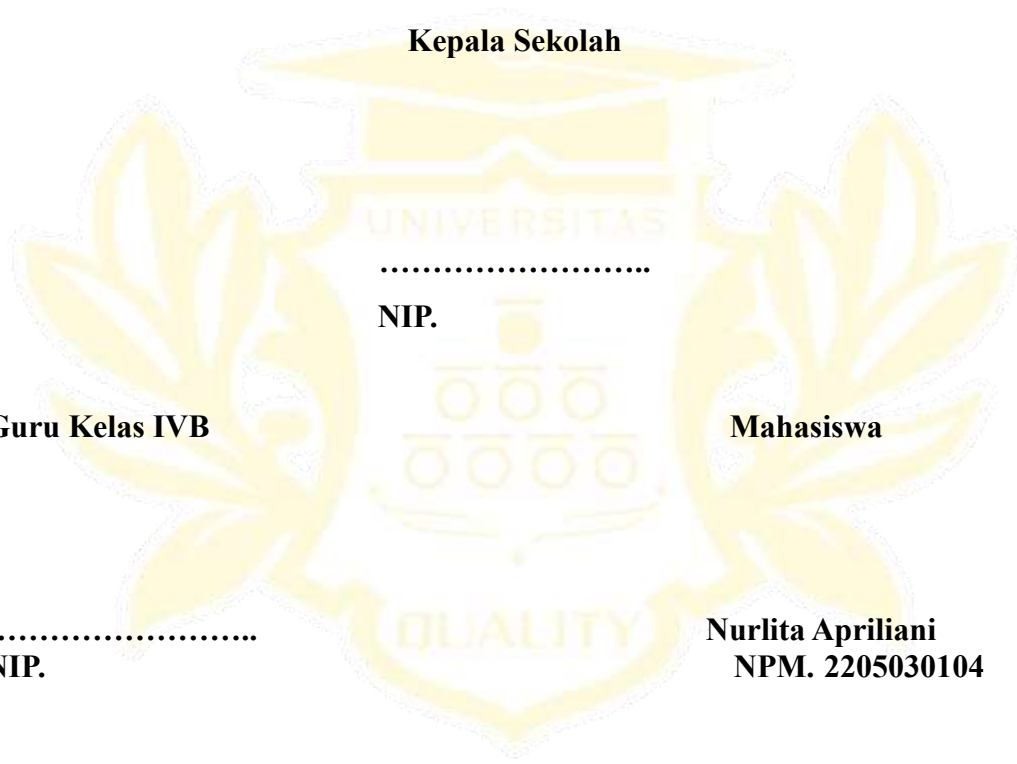 Kepala Sekolah
UNIVERSITAS
………………………..
NIP.
Guru Kelas IVB Mahasiswa
……………………..
NIP.
QUALITY
Nurlita Apriliani
NPM. 2205030104